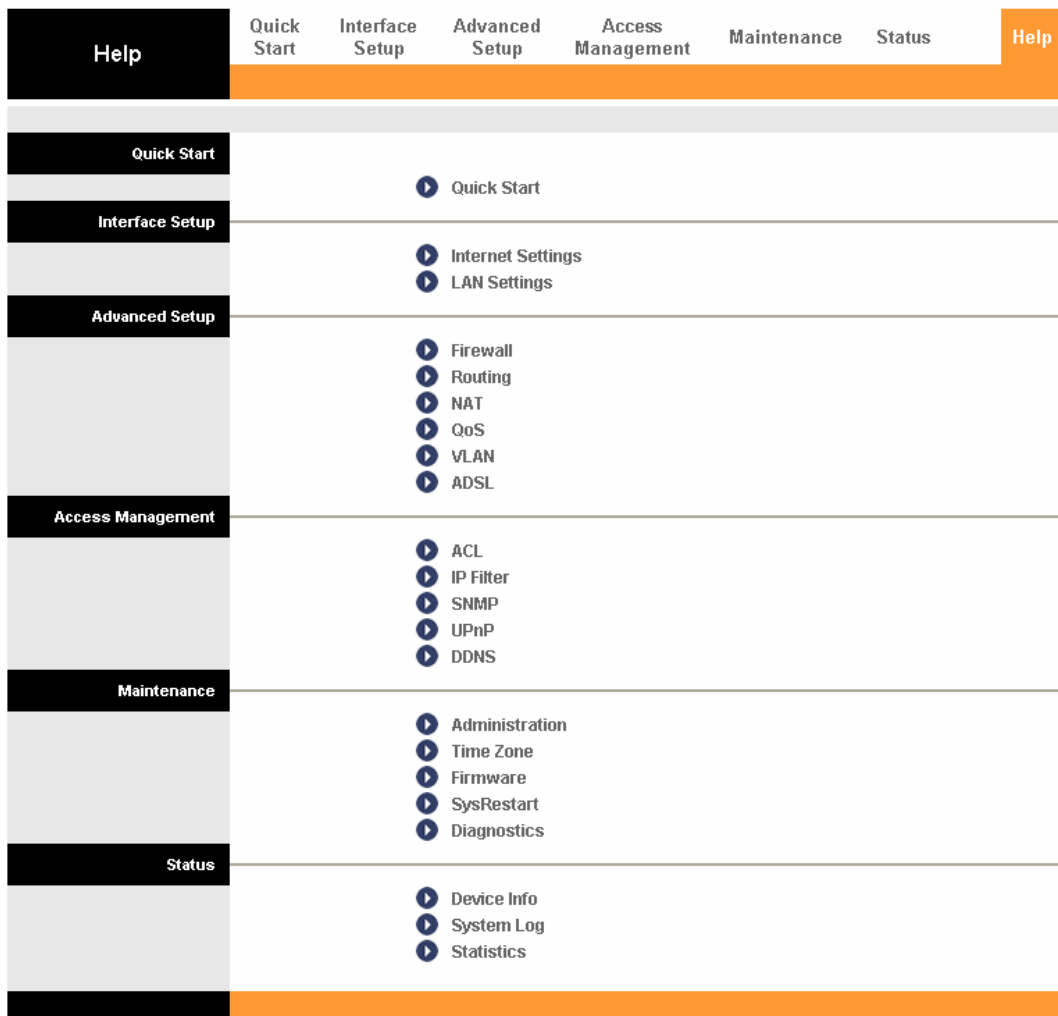 Help
Quick Start
Interface Setup
Advanced Setup
Access Management
Maintenance
Status
Help
Quick Start
Quick Start
Interface Setup
Internet Settings
LAN Settings
Advanced Setup
Firewall
Routing
NAT
QoS
VLAN
ADSL
Access Management
ACL
IP Filter
SNMP
UPnP
DDNS
Maintenance
Administration
Time Zone
Firmware
SysRestart
Diagnostics
Status
Device Info
System Log
Statistics